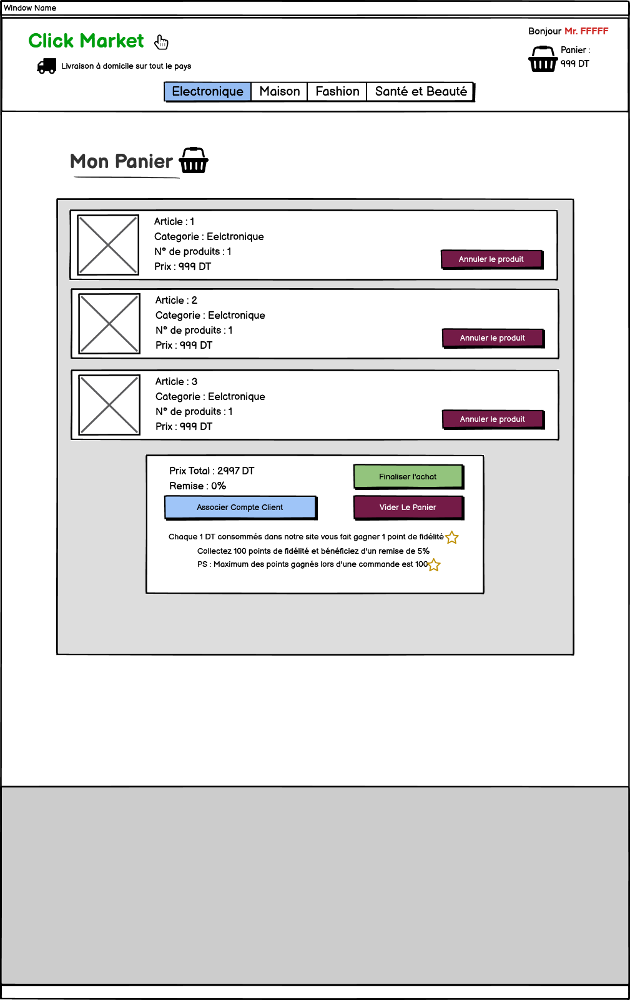 Window Name
Click Market
Bonjour Mr. FFFFF
Panier :
999 DT
Livraison à domicile sur tout le pays
Electronique Maison Fashion Santé et Beauté
Mon Panier
Article : 1
Categorie : Eelctronique
N° de produits : 1
Prix : 999 DT
Annuler le produit
Article : 2
Categorie : Eelctronique
N° de produits : 1
Prix : 999 DT
Annuler le produit
Article : 3
Categorie : Eelctronique
N° de produits : 1
Prix : 999 DT
Annuler le produit
Prix Total : 2997 DT
Remise : 0%
Finaliser l'achat
Associer Compte Client
Vider Le Panier
Chaque 1 DT consommés dans notre site vous fait gagner 1 point de fidélité
Collectez 100 points de fidélité et bénéficiez d'un remise de 5%
PS : Maximum des points gagnés lors d'une commande est 100